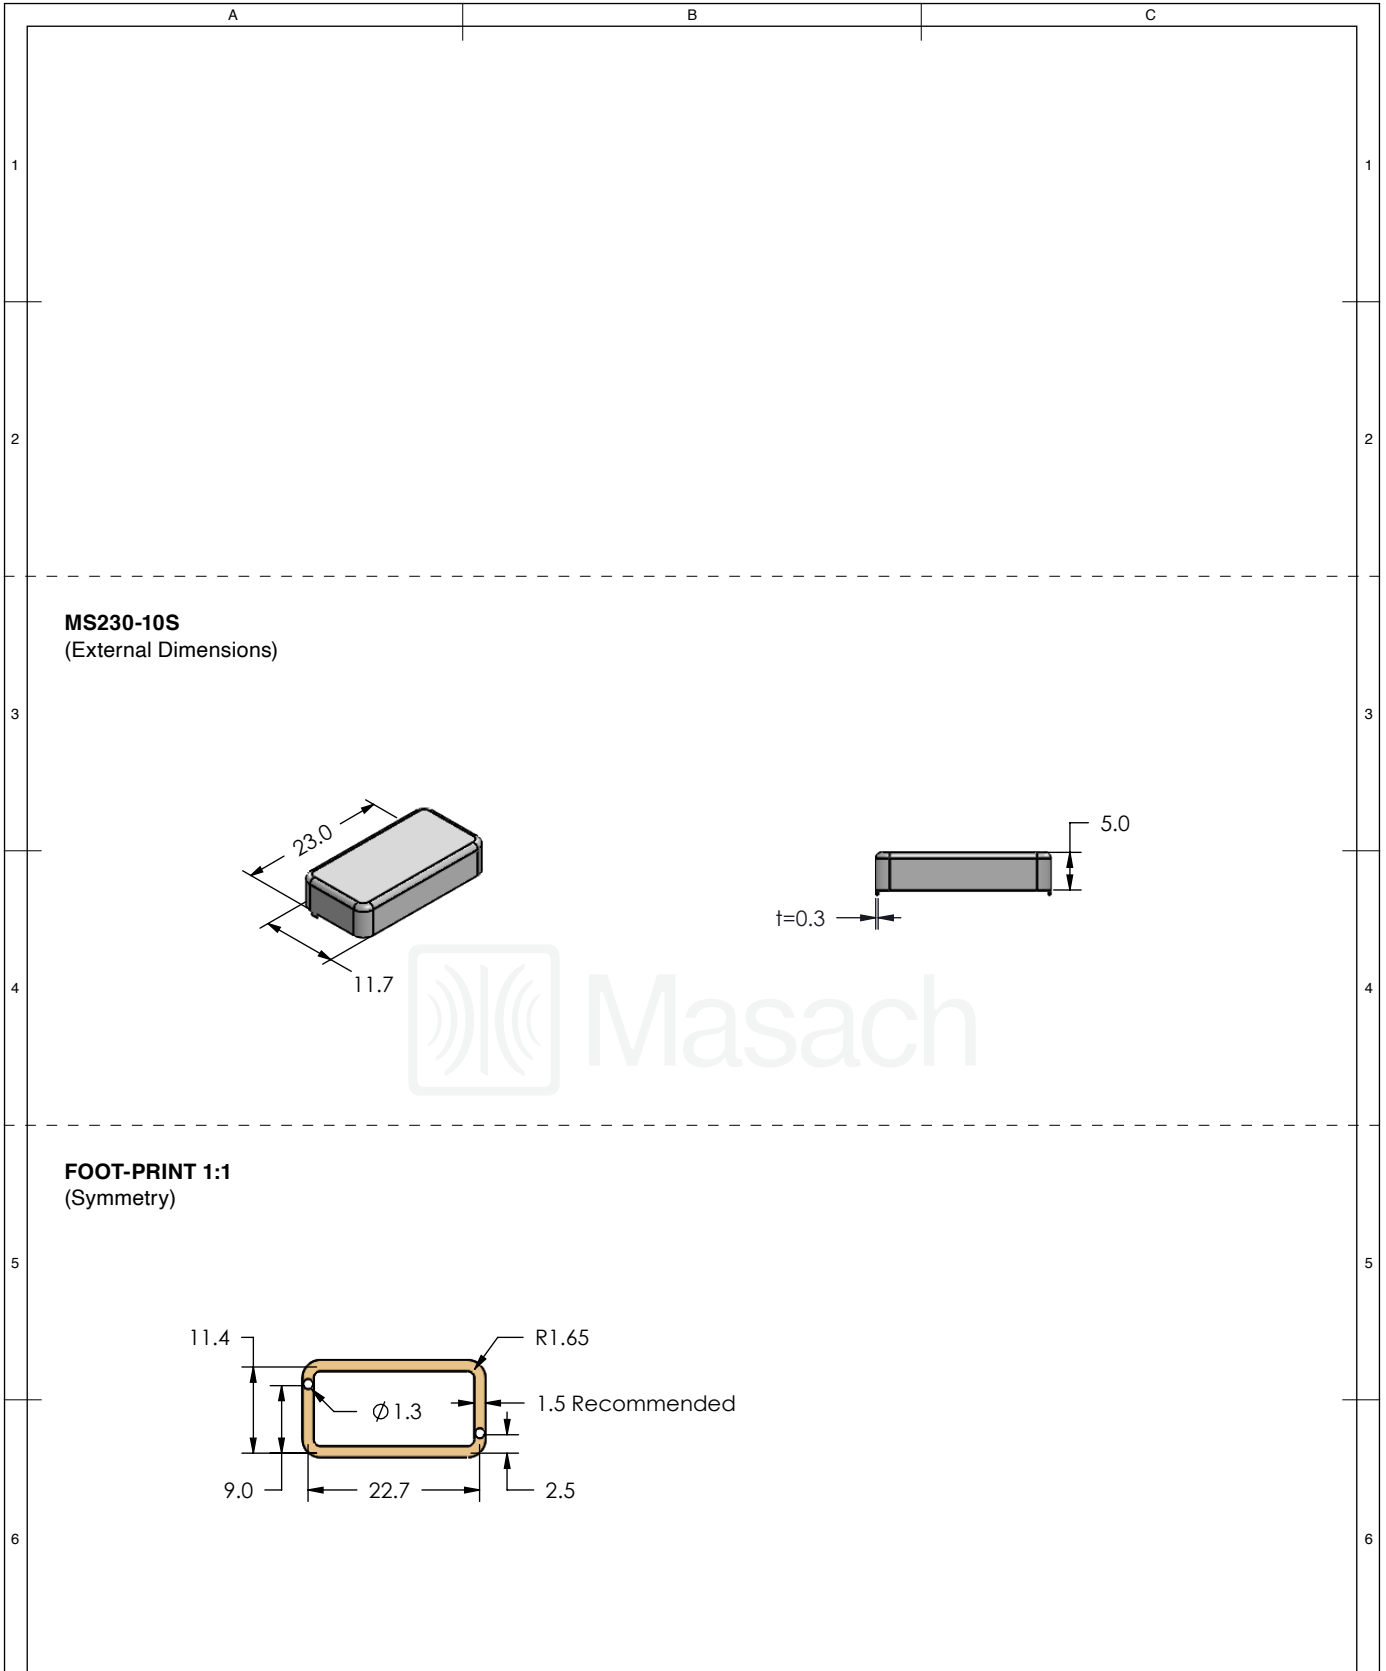 A B C
1 1
2 2
MS230-10S
(External Dimensions)
3 3
23.0
5.0
t=0.3
11.7
4 4
Masach
FOOT-PRINT 1:1
(Symmetry)
5 5
11.4 R1.65
1.5 Recommended
Ø1.3
9.0 22.7 2.5
6 6